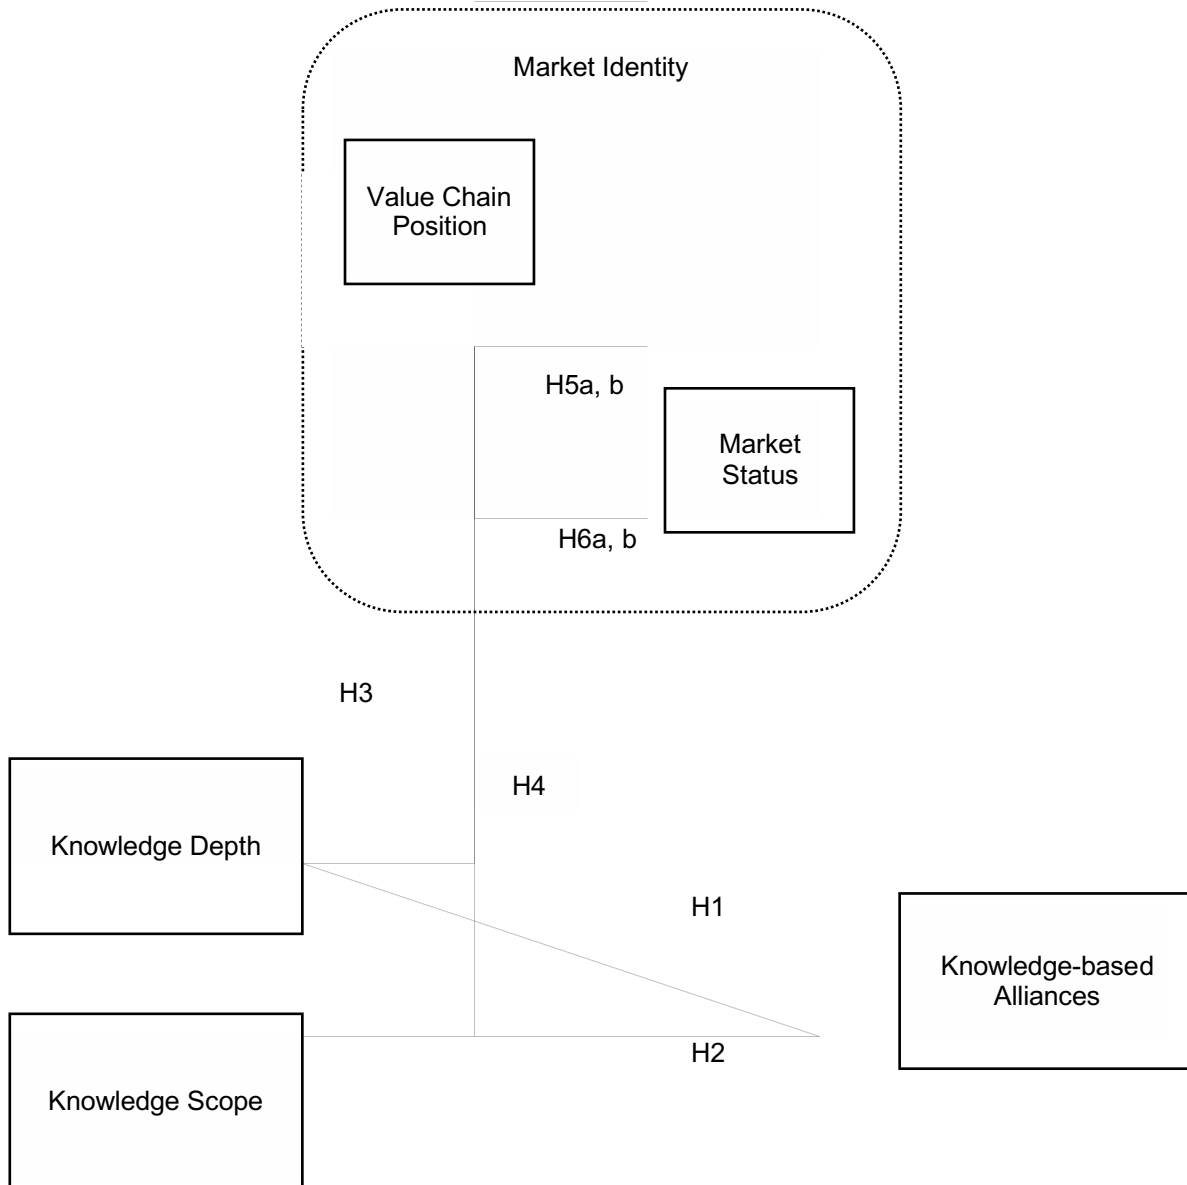 Market Identity
Value Chain
Position
H5a, b
Market
Status
H6a, b
H3
H4
Knowledge Depth
H1
Knowledge-based
Alliances
H2
Knowledge Scope